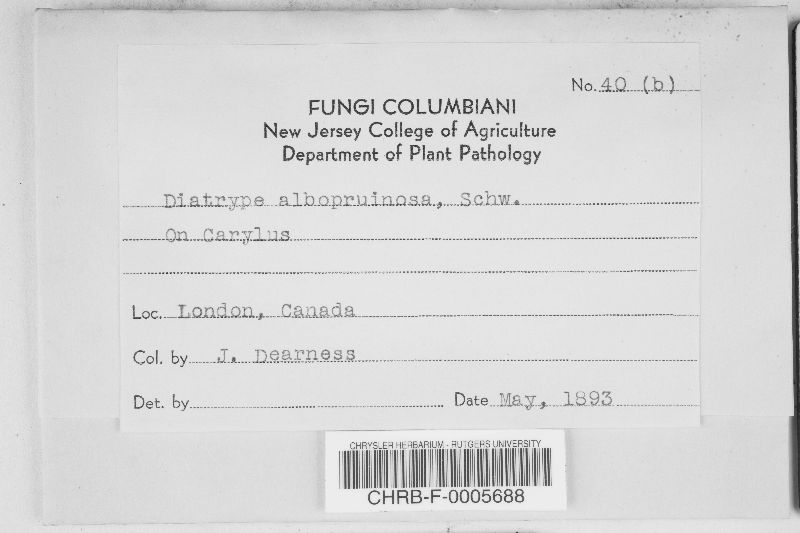 No. 40 (b)
FUNGI COLUMBIANI
New Jersey College of Agriculture
Department of Plant Pathology
Diatrype albopruinosa, Schw.
On Carylus
Loc. London, Canada
Col. by J. Dearness
Det. by Date May, 1893
CHRYSLER HERBARIUM - RUTGERS UNIVERSITY
CHRB-F-0005688